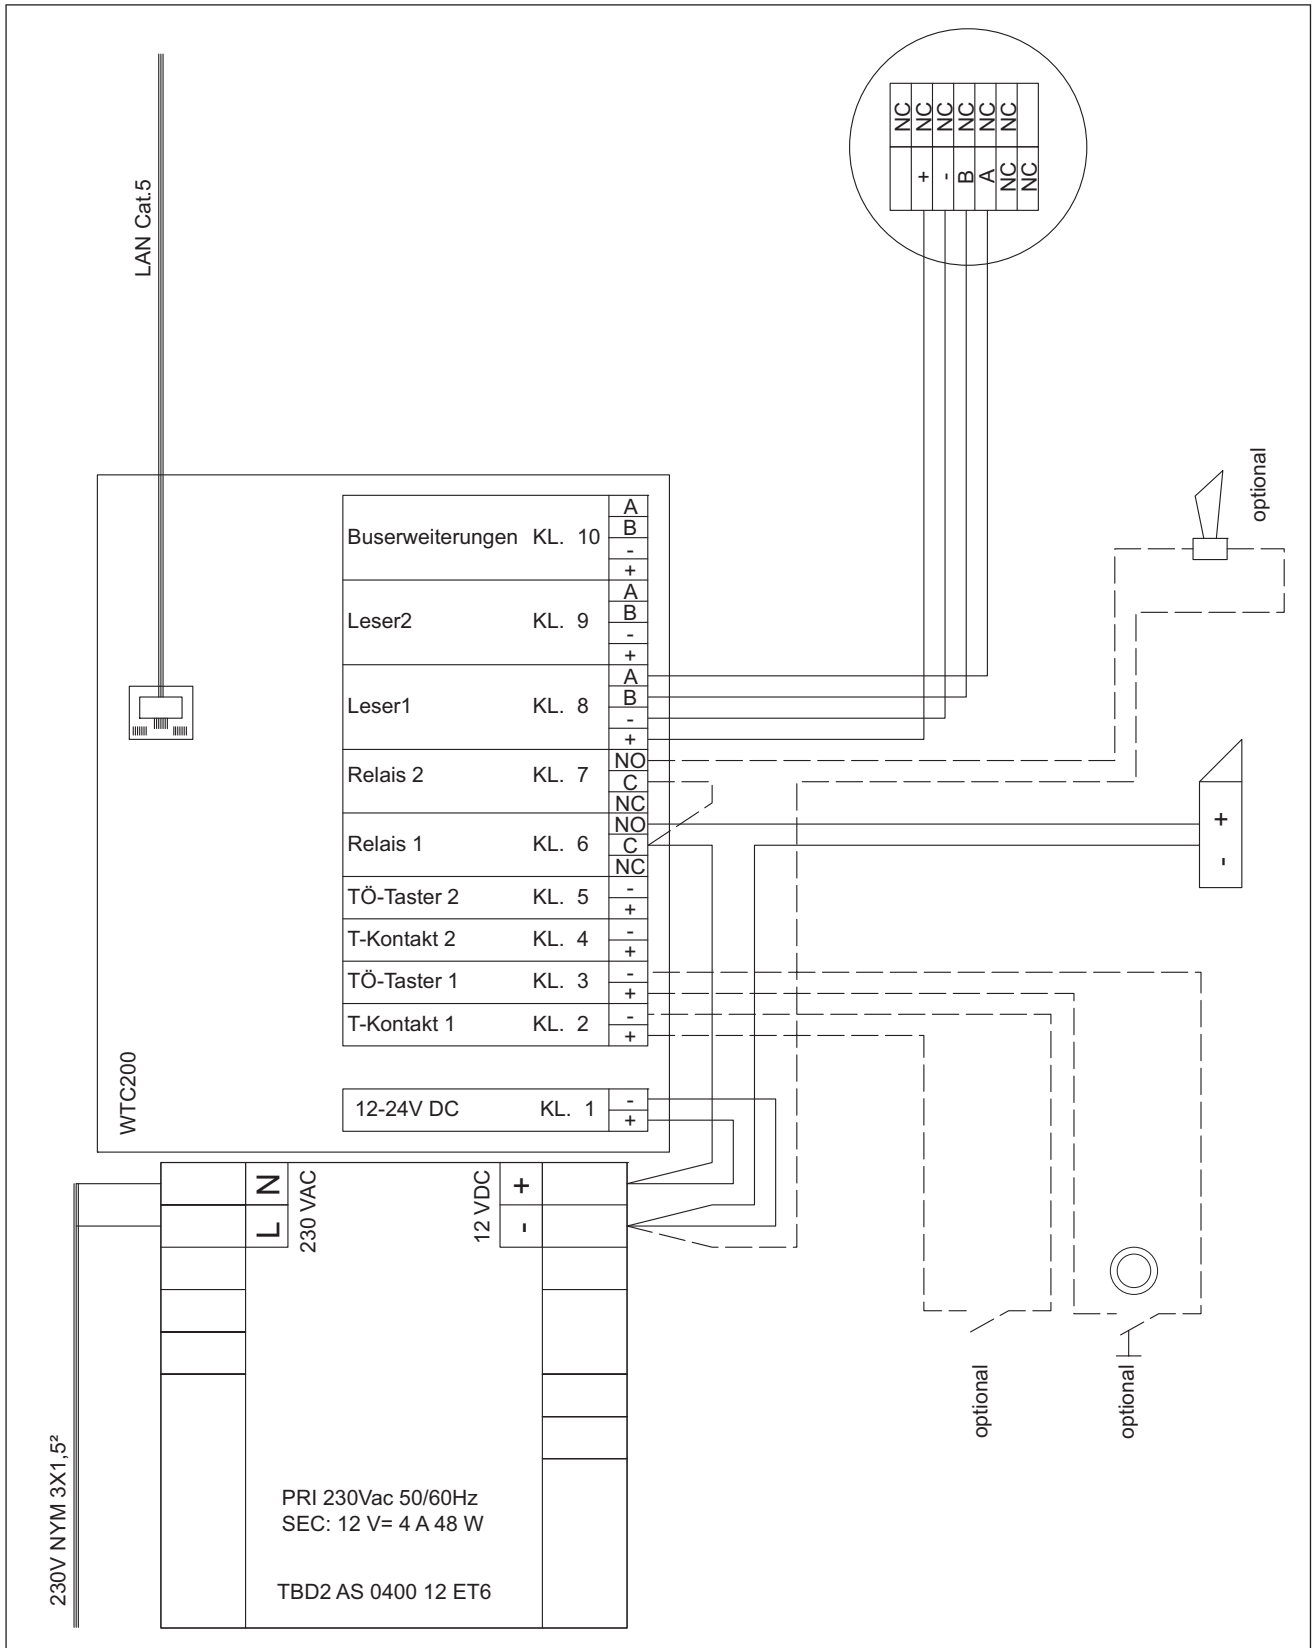 LAN Cat.5
NC NC NC NC NC NC
+ - B A NC NC
optional
Buserweiterungen KL. 10 A B - +
Leser2 KL. 9 A B - +
Leser1 KL. 8 A B - +
Relais 2 KL. 7 NO C NC
Relais 1 KL. 6 NO C NC
TÖ-Taster 2 KL. 5 - +
T-Kontakt 2 KL. 4 - +
TÖ-Taster 1 KL. 3 - +
T-Kontakt 1 KL. 2 - +
12-24V DC KL. 1 - +
WTC200
+ -
N L
230 VAC
12 VDC
+ -
optional
optional
230V NYM 3X1,5²
PRI 230Vac 50/60Hz
SEC: 12 V= 4 A 48 W
TBD2 AS 0400 12 ET6